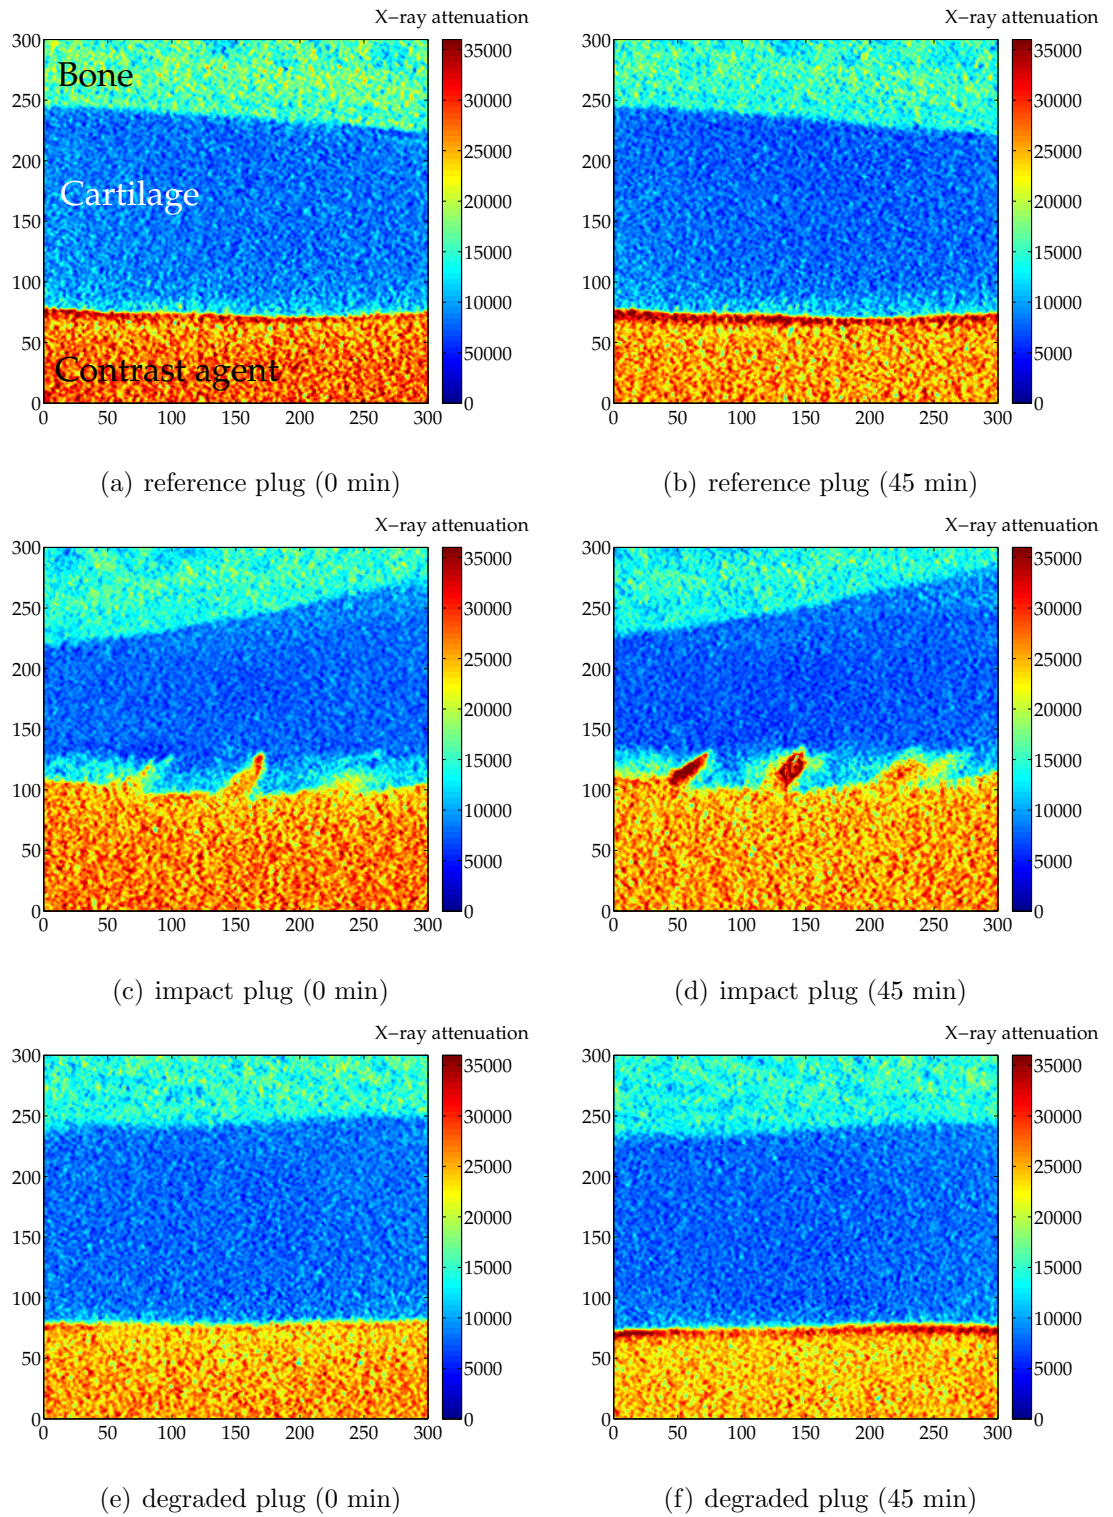 X−ray attenuation X−ray attenuation
300 35000 300 35000
Bone
250 30000 250 30000
200 25000 200 25000
Cartilage
20000 20000
150 15000 150 15000
100 10000 100 10000
50 50000 50 50000
Contrast agent
0 0 0 0
0 50 100 150 200 250 300 0 50 100 150 200 250 300
(a) reference plug (0 min) (b) reference plug (45 min)
X−ray attenuation X−ray attenuation
300 35000 300 35000
250 30000 250 30000
200 25000 200 25000
20000 20000
150 15000 150 15000
100 10000 100 10000
50 5000 50 5000
0 0 0 0
0 50 100 150 200 250 300 0 50 100 150 200 250 300
(c) impact plug (0 min) (d) impact plug (45 min)
X−ray attenuation X−ray attenuation
300 35000 300 35000
250 30000 250 30000
200 25000 200 25000
20000 20000
150 15000 150 15000
100 10000 100 10000
50 5000 50 5000
0 0 0 0
0 50 100 150 200 250 300 0 50 100 150 200 250 300
(e) degraded plug (0 min) (f) degraded plug (45 min)